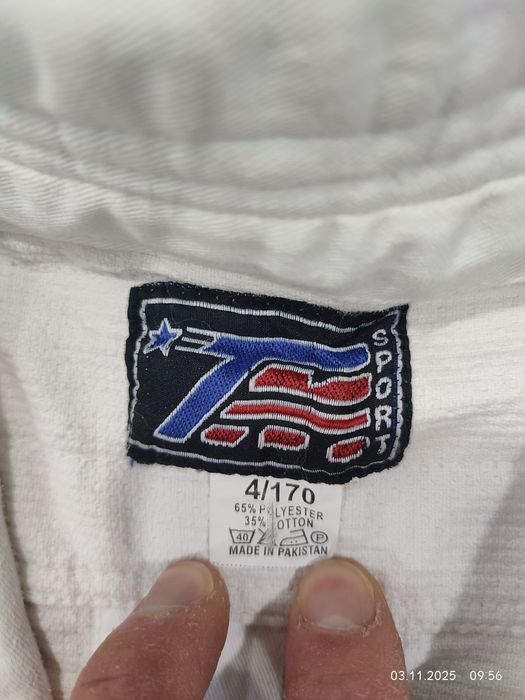 SPORT
4/170
65% POLYESTER
35% COTTON
40 P
MADE IN PAKISTAN
03.11.2025 09:56